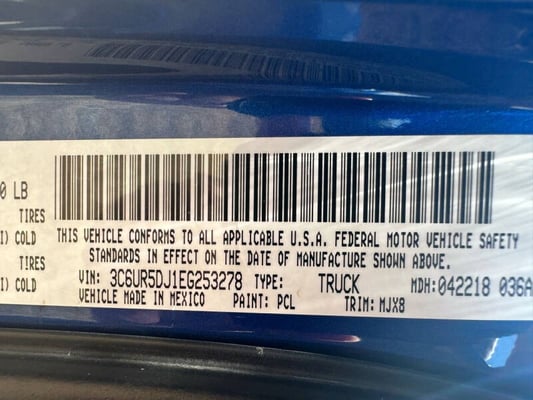 0 LB
TIRES
I) COLD
THIS VEHICLE CONFORMS TO ALL APPLICABLE U.S.A. FEDERAL MOTOR VEHICLE SAFETY
STANDARDS IN EFFECT ON THE DATE OF MANUFACTURE SHOWN ABOVE.
TIRES
I) COLD
VIN: 3C6UR5DJ1EG253278 TYPE: TRUCK MDH: 042218 036A
VEHICLE MADE IN MEXICO PAINT: PCL TRIM: MJX8